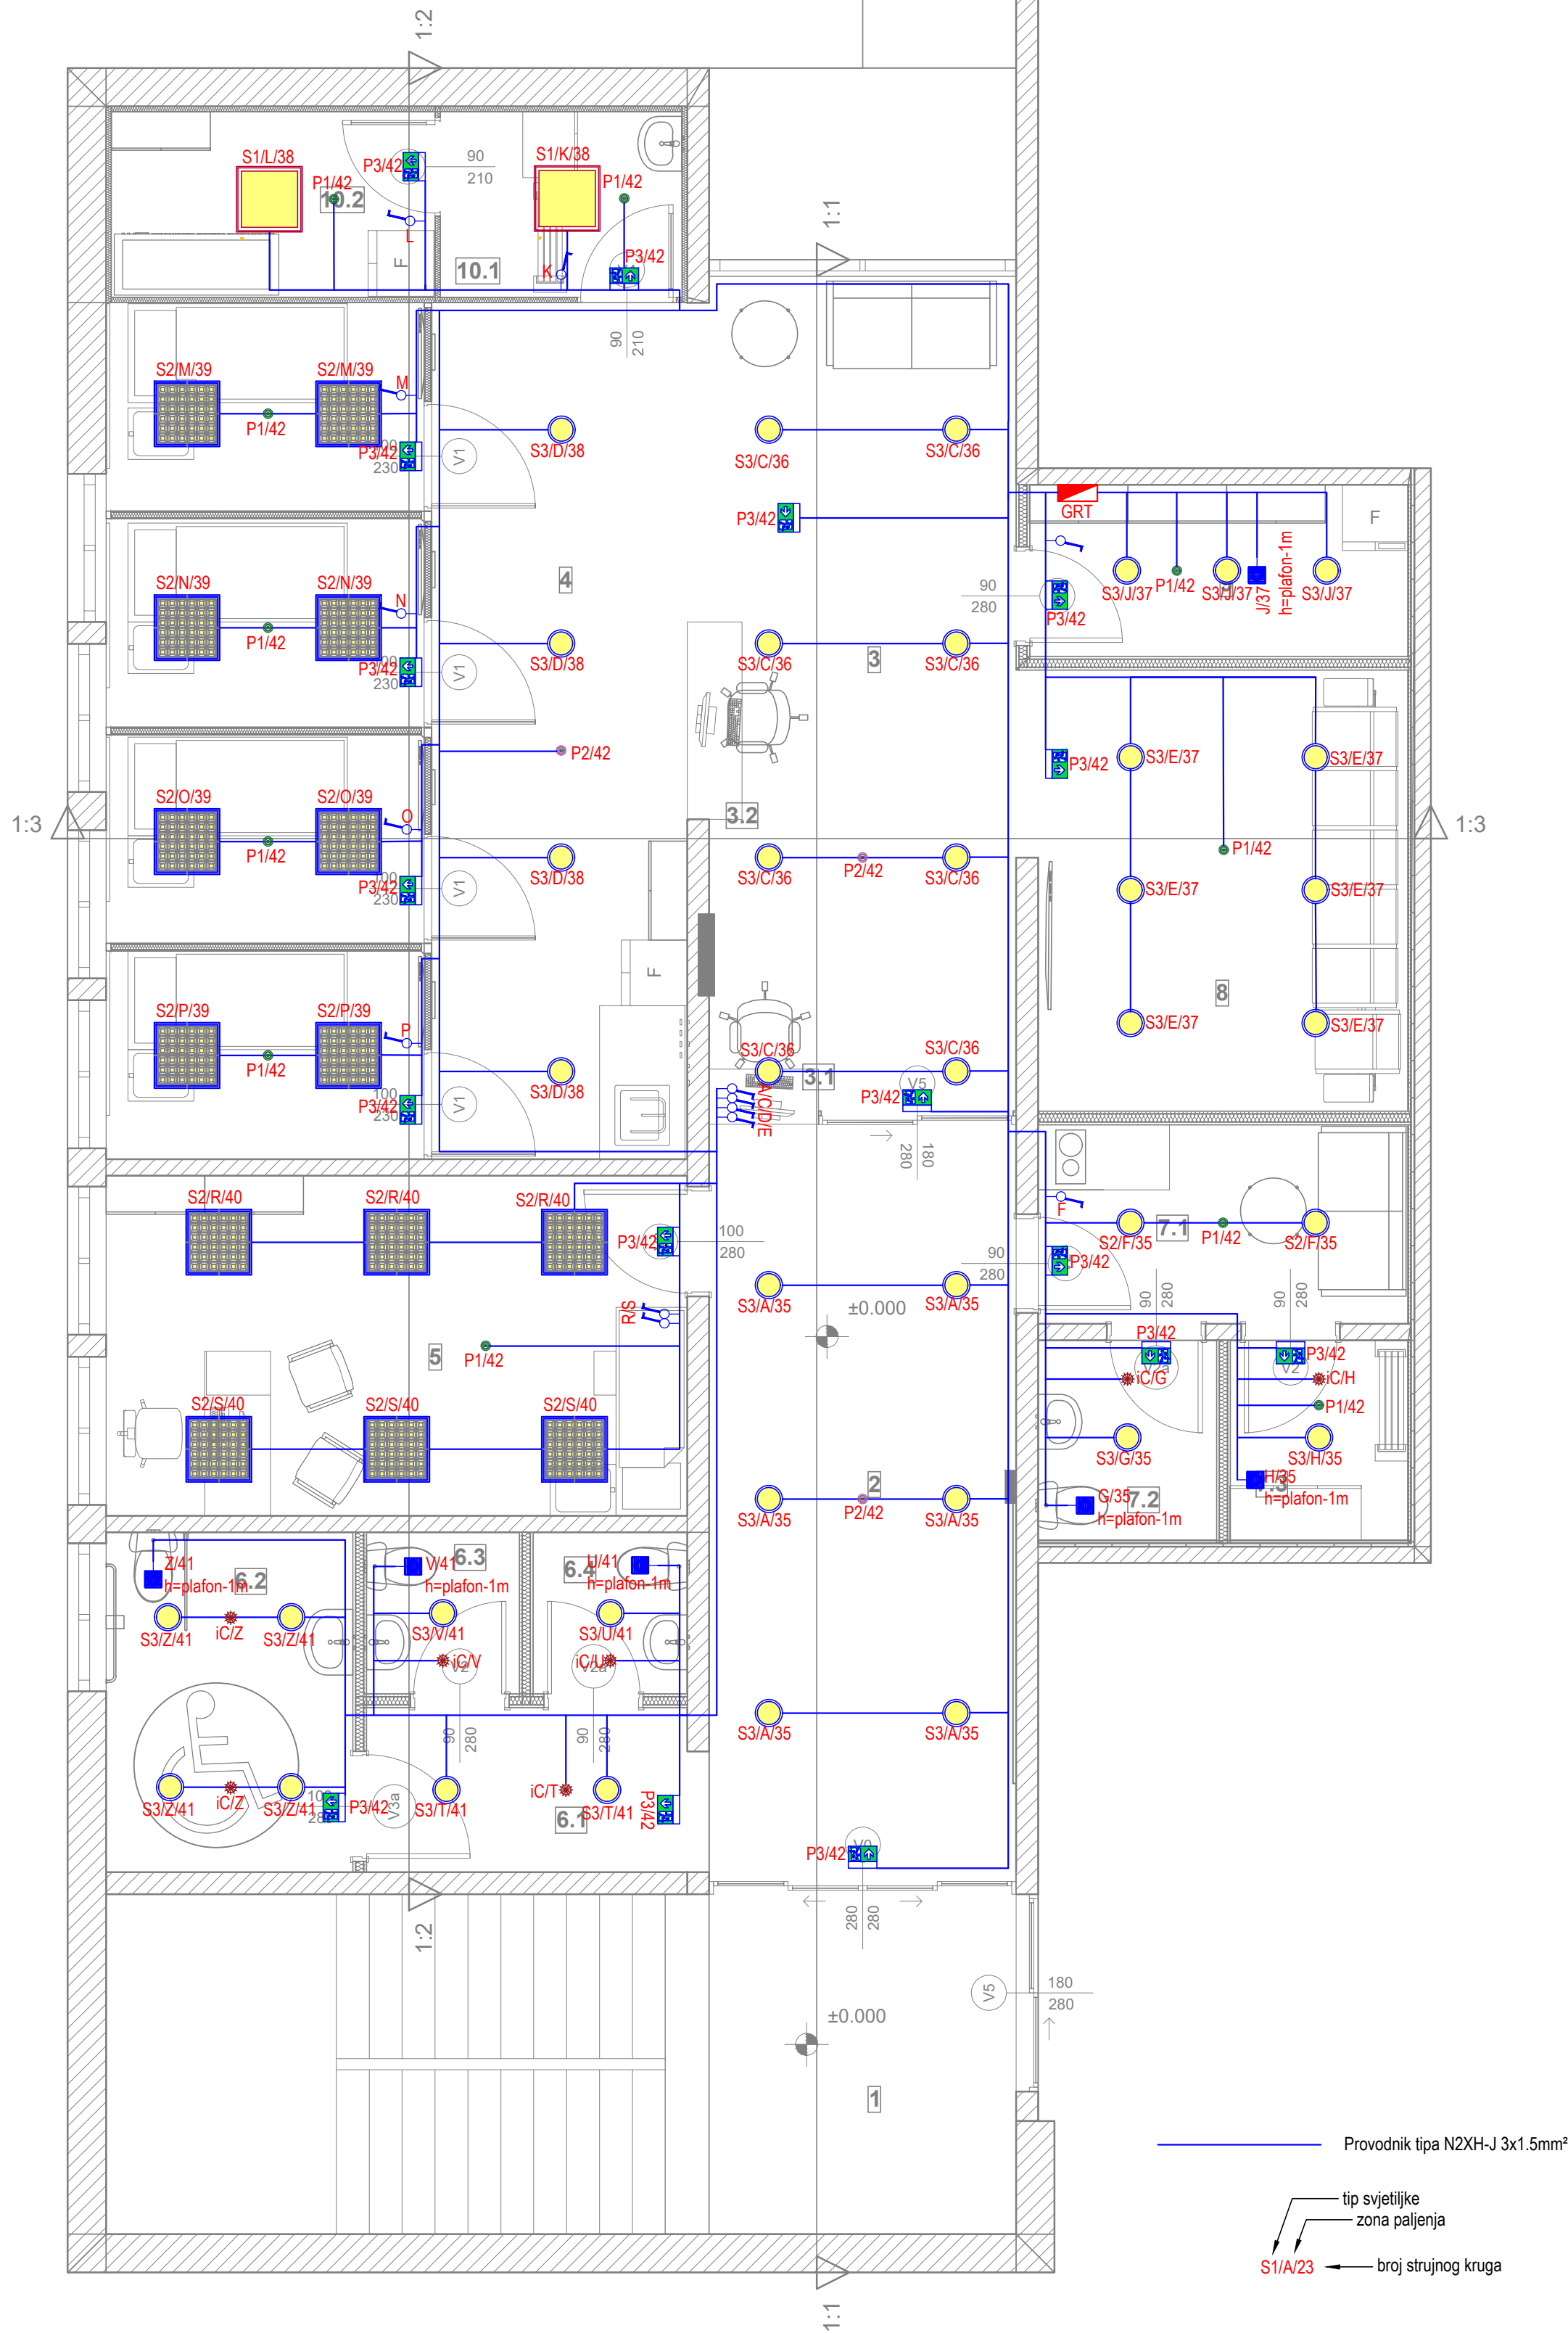 1:2
S1/L/38
P3/42
90
210
S1/K/38
P1/42
10.2
P1/42
L
F
10.1
K
P3/42
90
210
1:1
S2/M/39
S2/M/39
M
P1/42
P3/42
230
V1
S3/D/38
S3/C/36
S3/C/36
P3/42
GRT
F
h=plafon-1m
J/37
S3/J/37
P1/42
S3/J/37
S3/J/37
90
280
P3/42
S2/N/39
S2/N/39
N
4
P1/42
P3/42
230
V1
S3/D/38
S3/C/36
3
S3/C/36
P2/42
P3/42
S3/E/37
S3/E/37
S2/O/39
S2/O/39
O
3.2
1:3
1:3
P1/42
P3/42
100
230
V1
S3/D/38
S3/C/36
P2/42
S3/C/36
P1/42
S3/E/37
S3/E/37
F
8
S2/P/39
S2/P/39
P
P1/42
S3/E/37
S3/E/37
S3/C/36
S3/C/36
3.1
P3/42
100
230
V1
S3/D/38
A/C/D/E
P3/42
V5
180
280
S2/R/40
S2/R/40
S2/R/40
P3/42
100
280
F
S2/F/35
7.1
P1/42
S2/F/35
90
280
P3/42
S3/A/35
S3/A/35
±0.000
90
280
90
280
R/S
5
P1/42
P3/42
V2a
P3/42
V2
iC/G
iC/H
P1/42
S2/S/40
S2/S/40
S2/S/40
S3/G/35
S3/H/35
2
S3/A/35
P2/42
S3/A/35
G/35
h=plafon-1m
7.2
H/35
h=plafon-1m
Z/41
h=plafon-1m
6.2
V/41
h=plafon-1m
6.3
6.4
U/41
h=plafon-1m
S3/Z/41
iC/Z
S3/Z/41
S3/V/41
S3/U/41
iC/V
V2
iC/U
V2a
90
280
90
280
S3/A/35
S3/A/35
S3/Z/41
iC/Z
S3/Z/41
P3/42
V3a
S3/T/41
iC/T
6.1
S3/T/41
P3/42
P3/42
280
280
1:2
V5
180
280
±0.000
1
Provodnik tipa N2XH-J 3x1.5mm²
tip svjetiljke
zona paljenja
S1/A/23
broj strujnog kruga
1:1